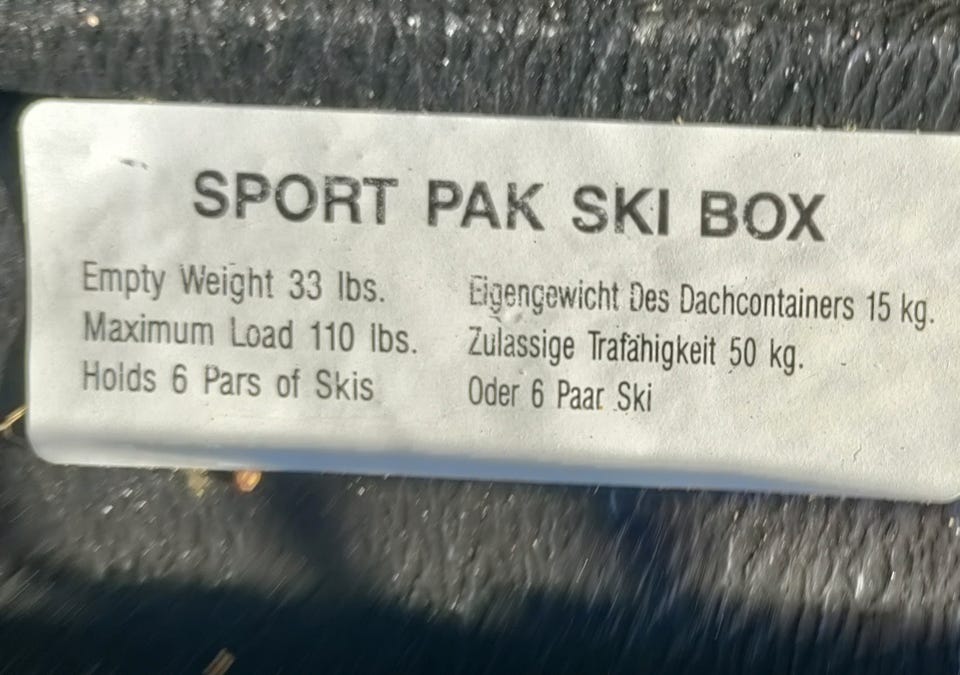 SPORT PAK SKI BOX
Empty Weight 33 lbs.
Maximum Load 110 lbs.
Holds 6 Pars of Skis
Eigengewicht Des Dachcontainers 15 kg.
Zulassige Trafähigkeit 50 kg.
Oder 6 Paar Ski